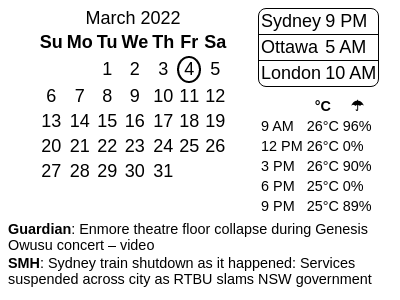 March 2022
Su Mo Tu We Th Fr Sa
1 2 3 4 5
6 7 8 9 10 11 12
13 14 15 16 17 18 19
20 21 22 23 24 25 26
27 28 29 30 31
Sydney 9 PM
Ottawa 5 AM
London 10 AM
°C ☂
9 AM 26°C 96%
12 PM 26°C 0%
3 PM 26°C 90%
6 PM 25°C 0%
9 PM 25°C 89%
Guardian: Enmore theatre floor collapse during Genesis
Owusu concert – video
SMH: Sydney train shutdown as it happened: Services
suspended across city as RTBU slams NSW government